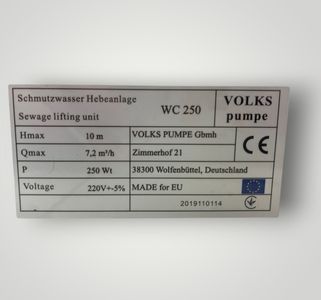 Schmutzwasser Hebeanlage
Sewage lifting unit
WC 250
VOLKS
pumpe
Hmax 10 m VOLKS PUMPE Gmbh
Qmax 7,2 m³/h Zimmerhof 21
P 250 Wt 38300 Wolfenbüttel, Deutschland
Voltage 220V+-5% MADE for EU
CE
2019110114